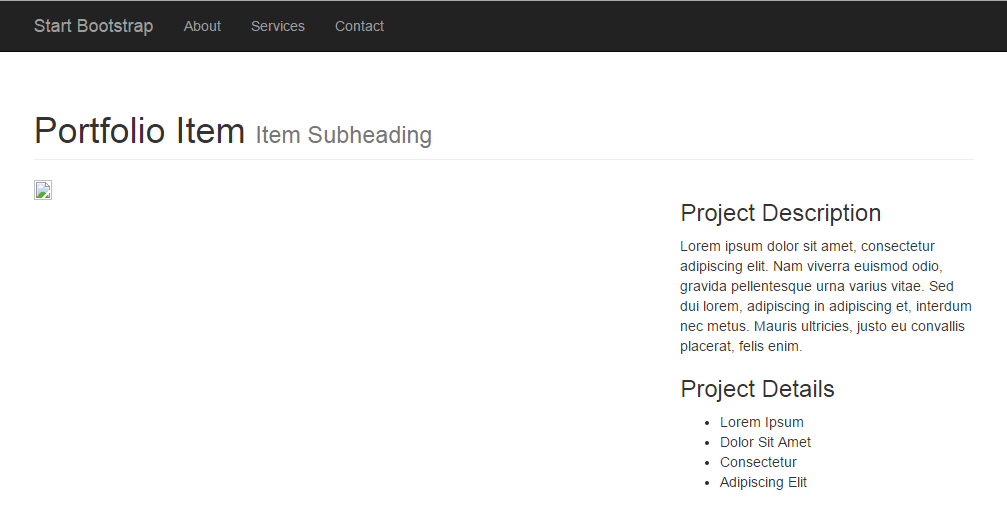 Start Bootstrap About Services Contact
Portfolio Item Item Subheading
Project Description
Lorem ipsum dolor sit amet, consectetur
adipiscing elit. Nam viverra euismod odio,
gravida pellentesque urna varius vitae. Sed
dui lorem, adipiscing in adipiscing et, interdum
nec metus. Mauris ultricies, justo eu convallis
placerat, felis enim.
Project Details
Lorem Ipsum
Dolor Sit Amet
Consectetur
Adipiscing Elit